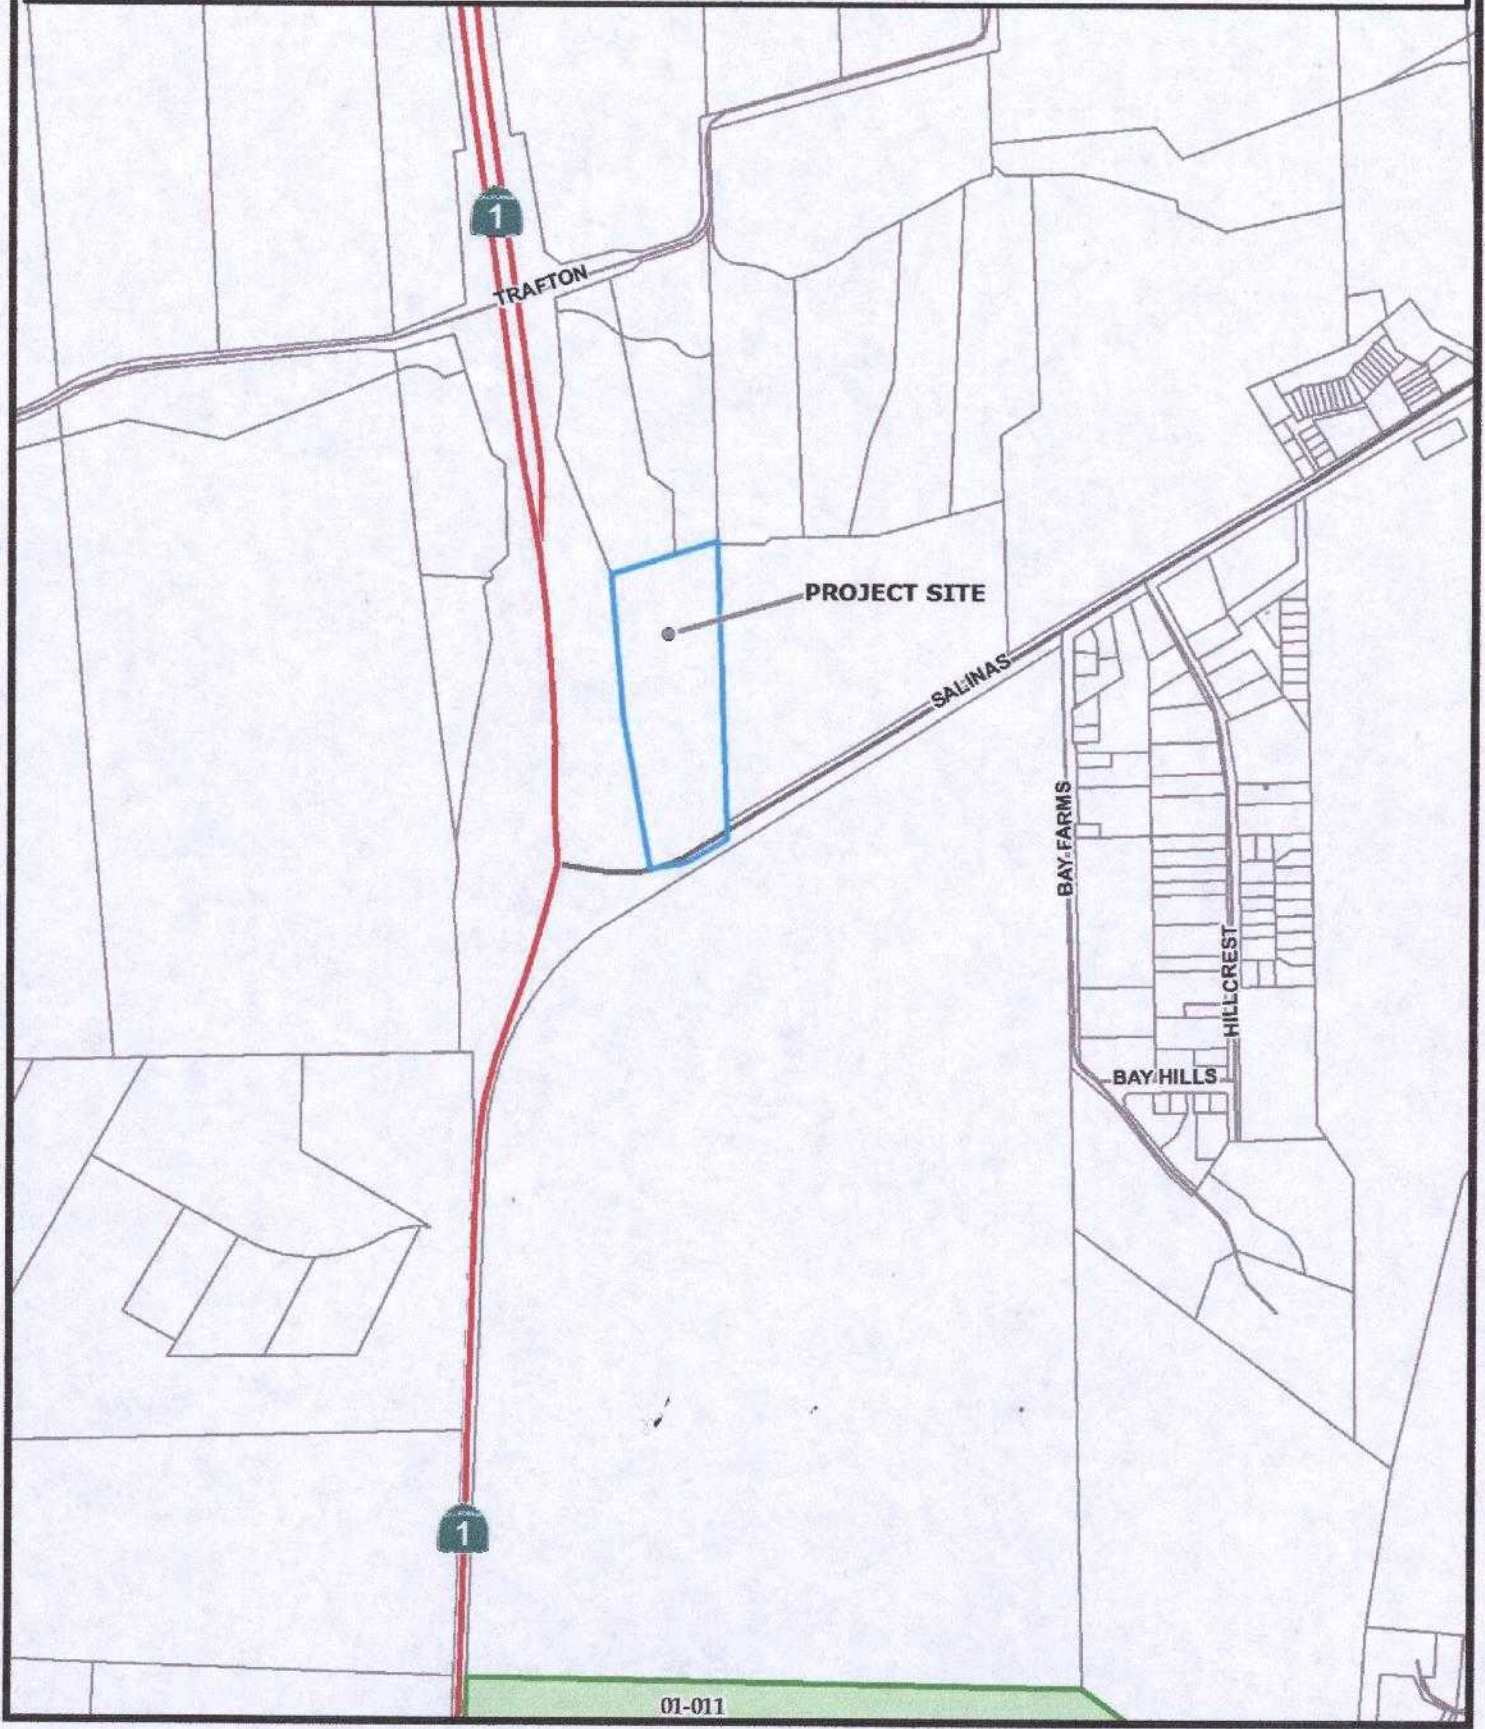 1
TRAFTON
PROJECT SITE
SALINAS
BAY FARMS
HILLCREST
BAY HILLS
1
01-011